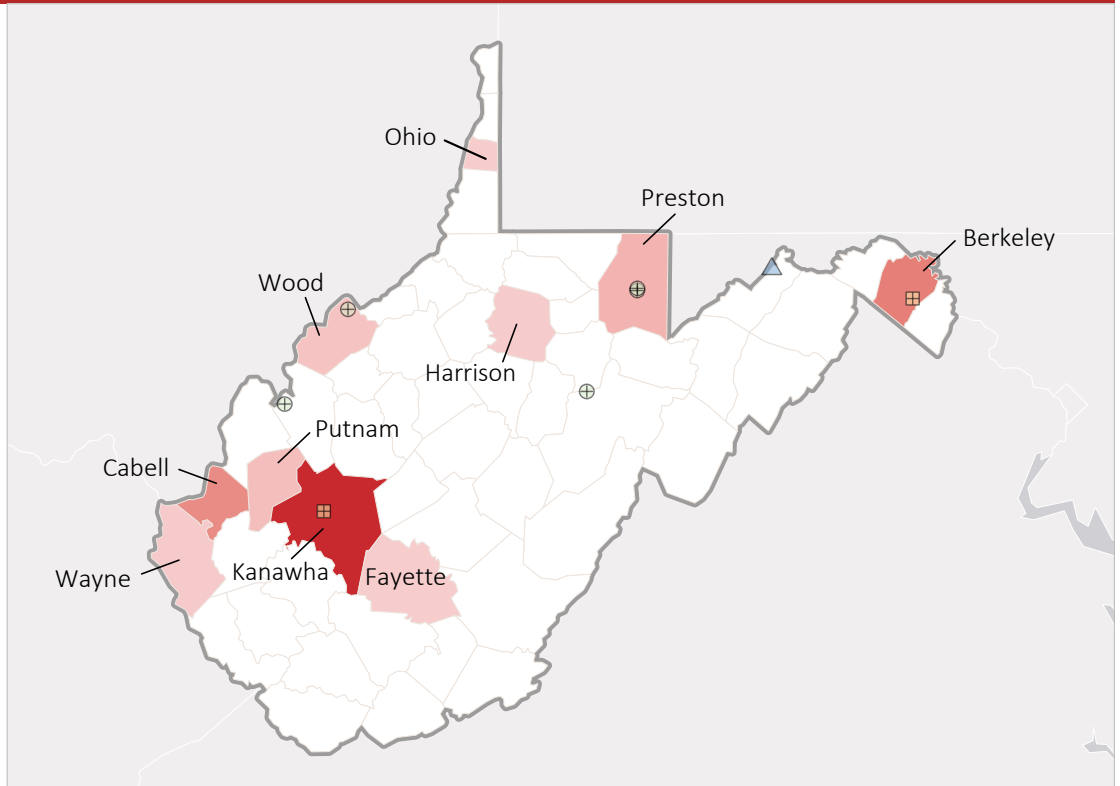 Ohio
Preston
Berkeley
Wood
Harrison
Putnam
Cabell
Kanawha
Fayette
Wayne